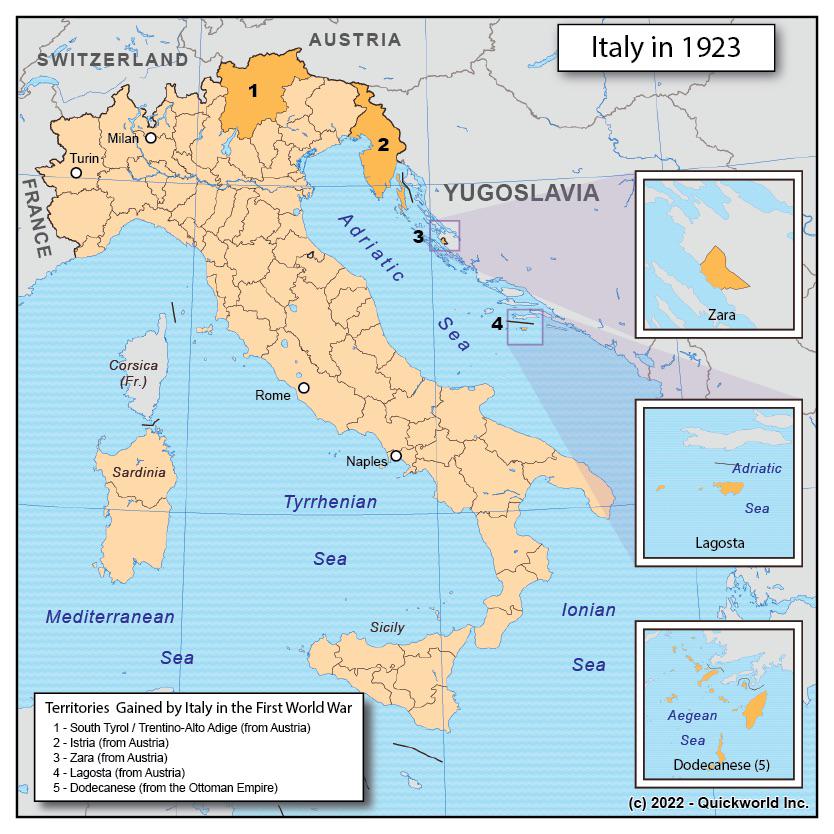 Italy in 1923
AUSTRIA
SWITZERLAND
1
Milan
2
Turin
FRANCE
YUGOSLAVIA
3
Adriatic
Sea
Zara
4
Corsica
(Fr.)
Rome
Naples
Sardinia
Adriatic
Sea
Lagosta
Tyrrhenian
Sea
Mediterranean
Sea
Ionian
Sea
Sicily
Aegean
Sea
Dodecanese (5)
Territories Gained by Italy in the First World War
1 - South Tyrol / Trentino-Alto Adige (from Austria)
2 - Istria (from Austria)
3 - Zara (from Austria)
4 - Lagosta (from Austria)
5 - Dodecanese (from the Ottoman Empire)
(c) 2022 - Quickworld Inc.